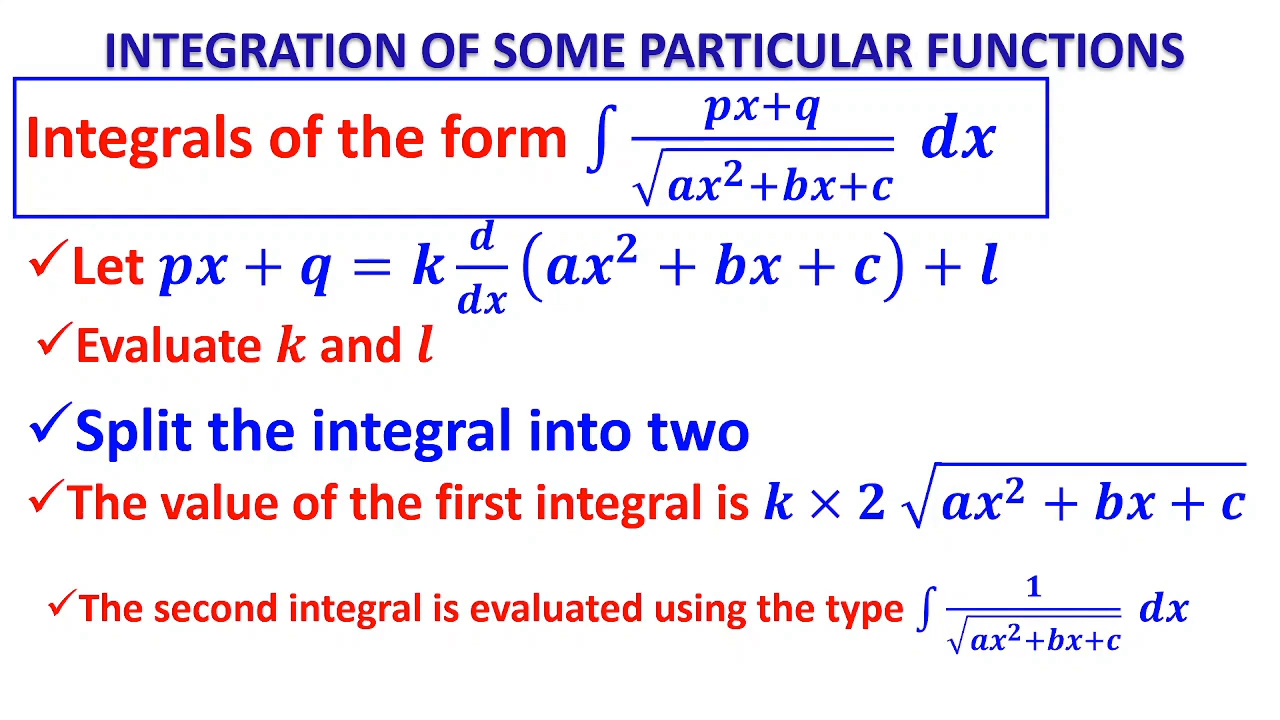 INTEGRATION OF SOME PARTICULAR FUNCTIONS
Integrals of the form ∫ (px+q)/√(ax²+bx+c) dx
✓Let px + q = k d/dx (ax² + bx + c) + l
✓Evaluate k and l
✓Split the integral into two
✓The value of the first integral is k × 2 √(ax² + bx + c)
✓The second integral is evaluated using the type ∫ 1/√(ax²+bx+c) dx